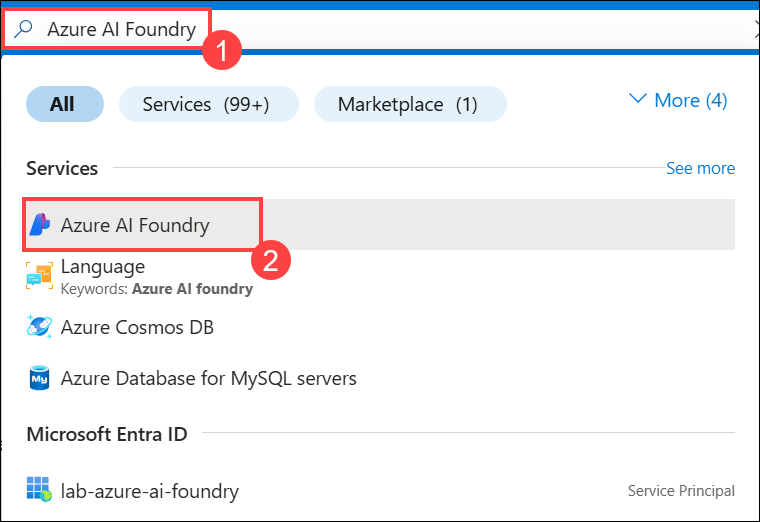 Azure AI Foundry
1
All
Services (99+)
Marketplace (1)
More (4)
Services
See more
Azure AI Foundry
2
Language
Keywords: Azure AI foundry
Azure Cosmos DB
My
Azure Database for MySQL servers
Microsoft Entra ID
lab-azure-ai-foundry
Service Principal